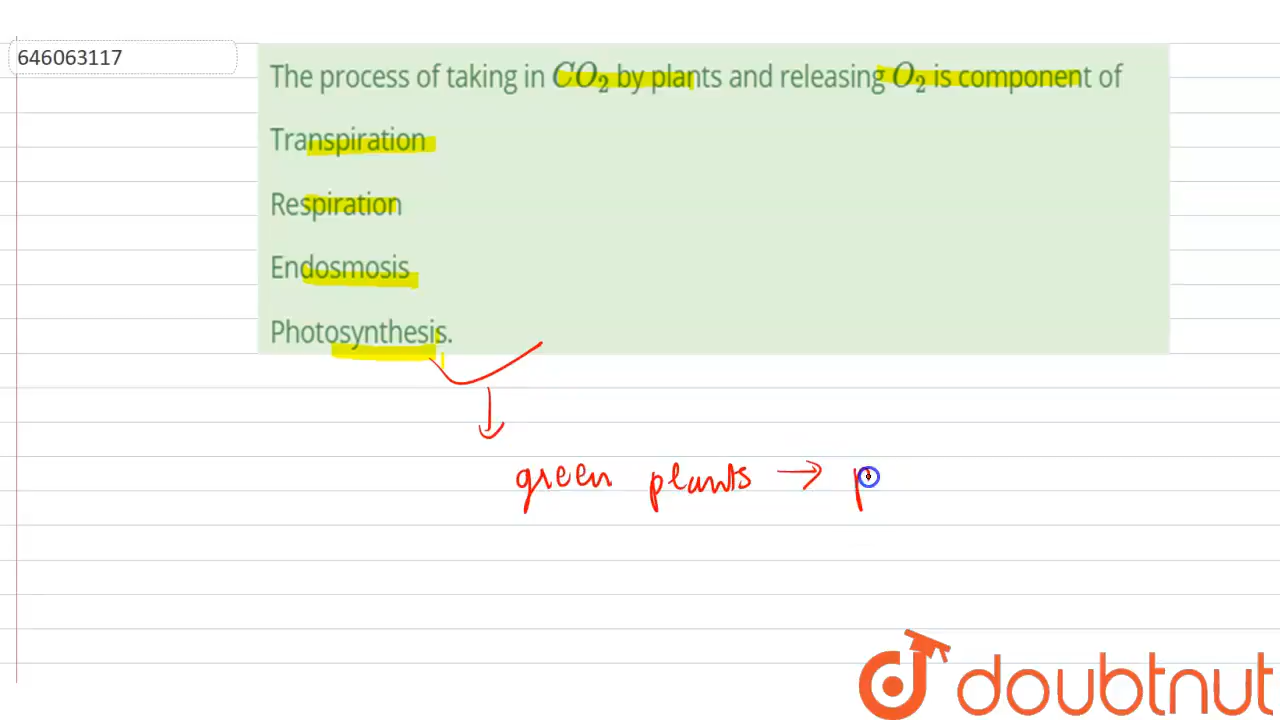 646063117
The process of taking in CO₂ by plants and releasing O₂ is component of
Transpiration
Respiration
Endosmosis
Photosynthesis.
green plants → p
doubtnut